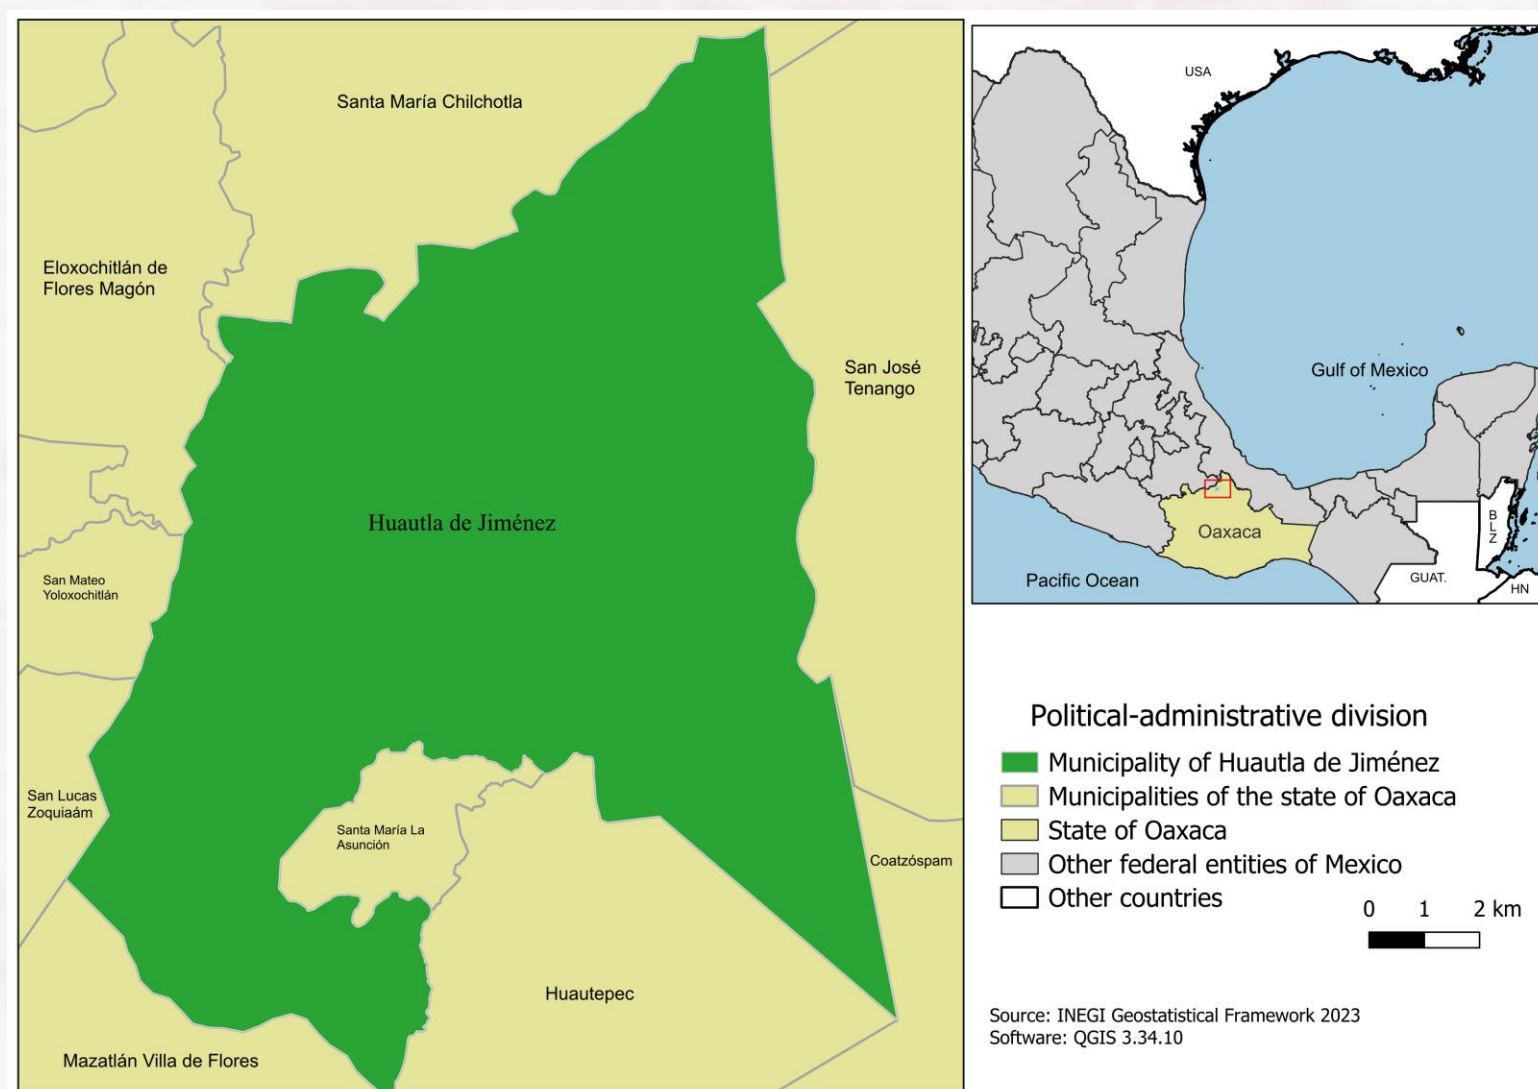 Santa María Chilchotla
Eloxochitlán de
Flores Magón
San José
Tenango
Huautla de Jiménez
San Mateo
Yoloxochitlán
San Lucas
Zoquiaám
Santa María La
Asunción
Coatzóspam
Huautepec
Mazatlán Villa de Flores
USA
Gulf of Mexico
Oaxaca
Pacific Ocean
B
L
Z
GUAT.
HN
Political-administrative division
Municipality of Huautla de Jiménez
Municipalities of the state of Oaxaca
State of Oaxaca
Other federal entities of Mexico
Other countries
0 1 2 km
Source: INEGI Geostatistical Framework 2023
Software: QGIS 3.34.10